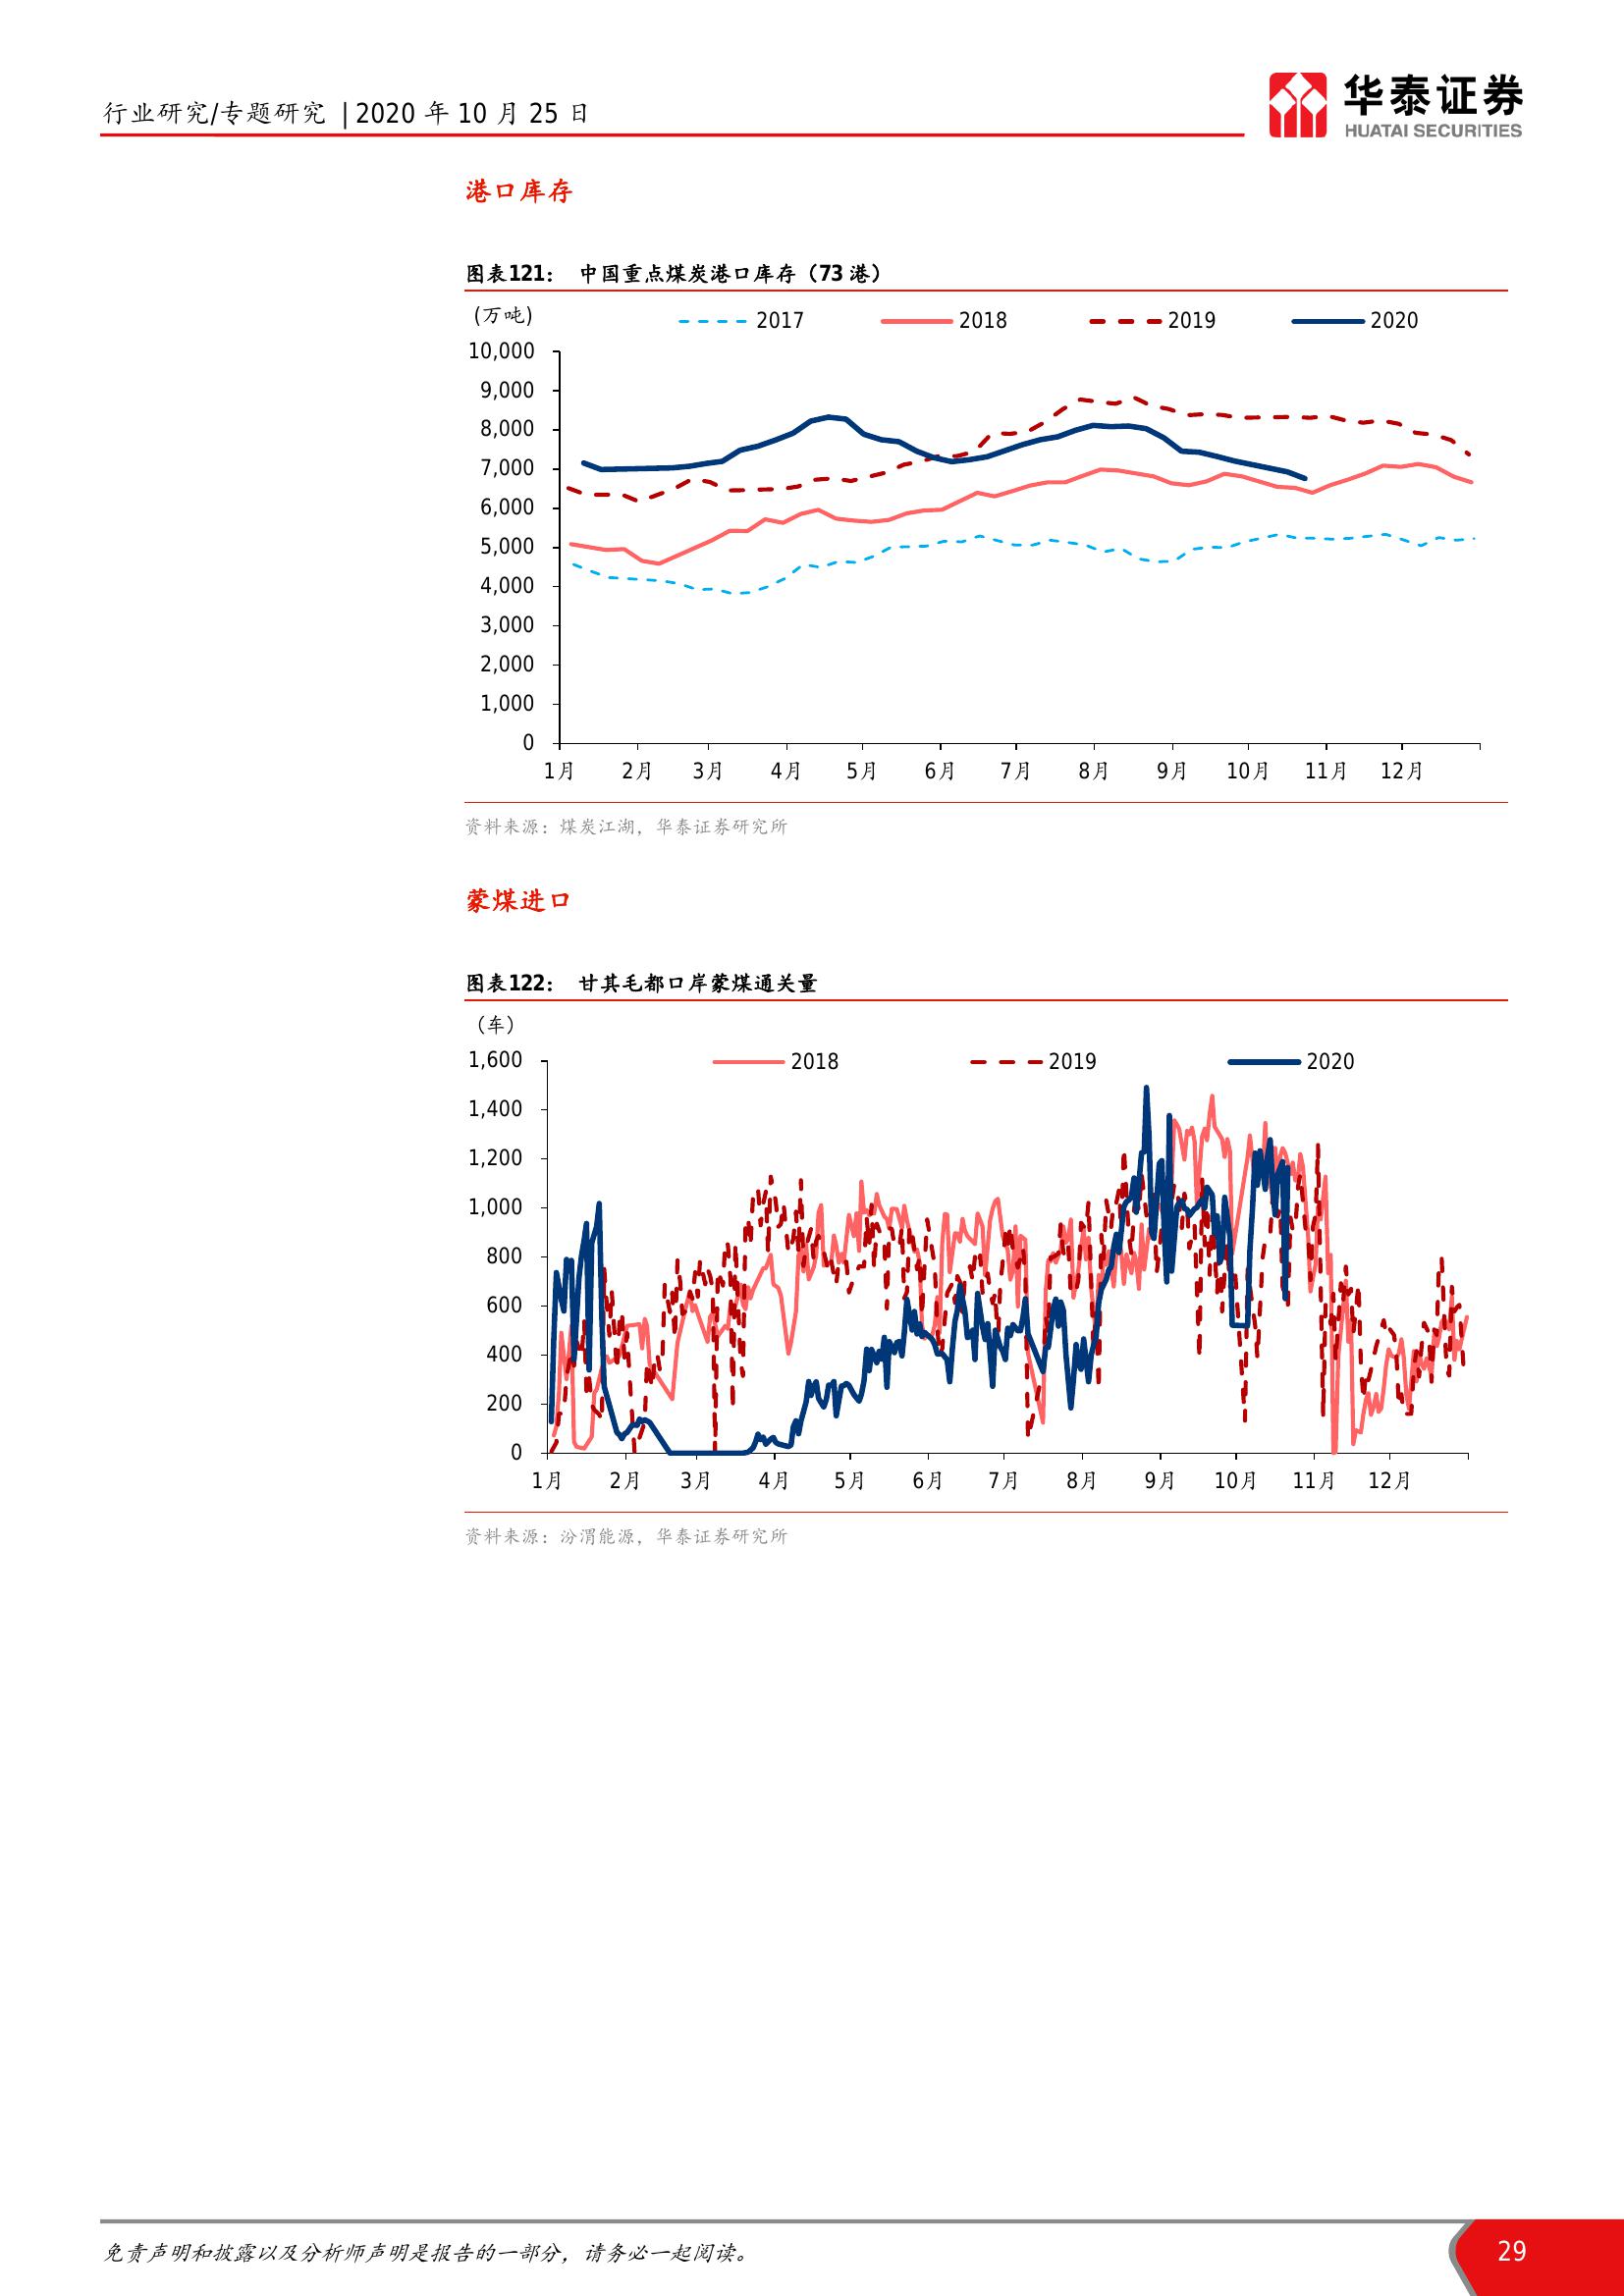 行业研究/专题研究 | 2020 年 10 月 25 日
华泰证券
HUATAI SECURITIES
港口库存
图表121： 中国重点煤炭港口库存（73 港）
(万吨)
2017 2018 2019 2020
10,000
9,000
8,000
7,000
6,000
5,000
4,000
3,000
2,000
1,000
0
1月 2月 3月 4月 5月 6月 7月 8月 9月 10月 11月 12月
资料来源：煤炭江湖，华泰证券研究所
蒙煤进口
图表122： 甘其毛都口岸蒙煤通关量
（车）
2018 2019 2020
1,600
1,400
1,200
1,000
800
600
400
200
0
1月 2月 3月 4月 5月 6月 7月 8月 9月 10月 11月 12月
资料来源：汾渭能源，华泰证券研究所
免责声明和披露以及分析师声明是报告的一部分，请务必一起阅读。
29